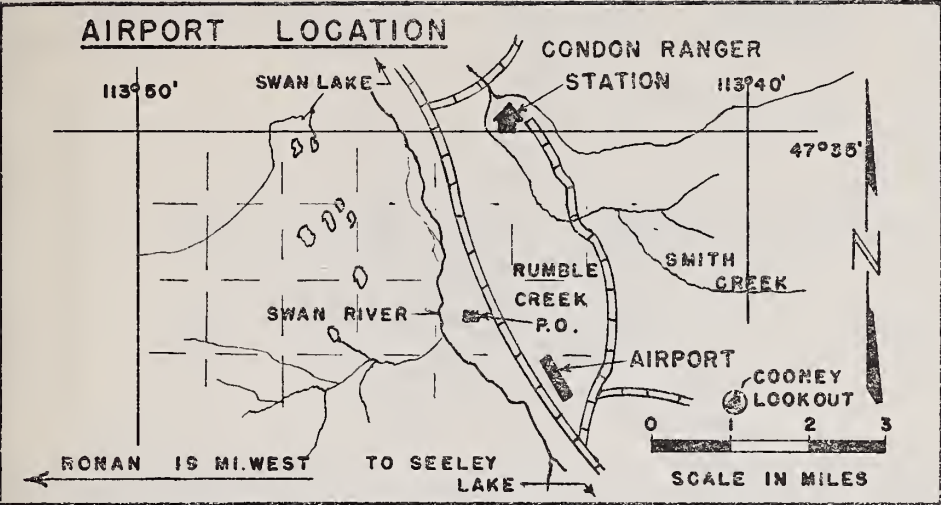 AIRPORT LOCATION
CONDON RANGER
STATION
SWAN LAKE
113° 50'
113° 40'
47° 35'
N
SMITH
CREEK
RUMBLE
CREEK
P.O.
SWAN RIVER
AIRPORT
COONEY
LOOKOUT
0 1 2 3
SCALE IN MILES
RONAN IS MI. WEST
TO SEELEY
LAKE